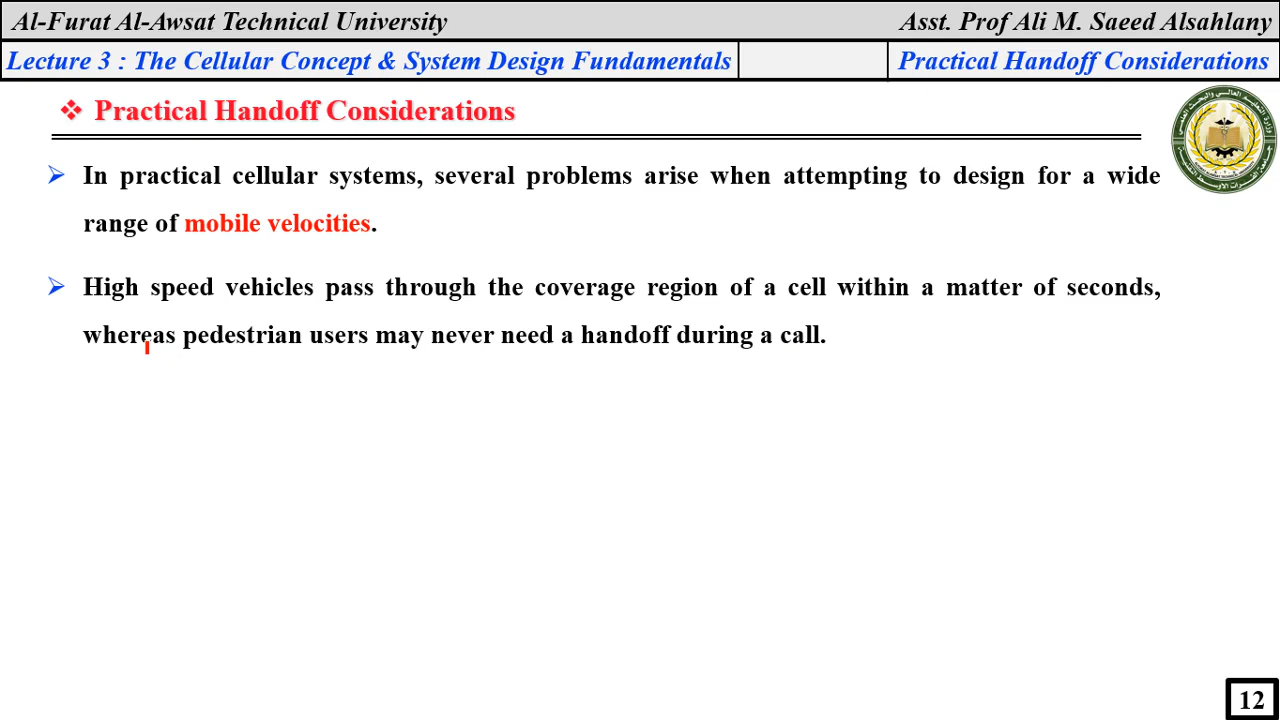 Al-Furat Al-Awsat Technical University
Asst. Prof Ali M. Saeed Alsahlany
Lecture 3 : The Cellular Concept & System Design Fundamentals
Practical Handoff Considerations
❖ Practical Handoff Considerations
➢ In practical cellular systems, several problems arise when attempting to design for a wide
range of mobile velocities.
➢ High speed vehicles pass through the coverage region of a cell within a matter of seconds,
whereas pedestrian users may never need a handoff during a call.
12